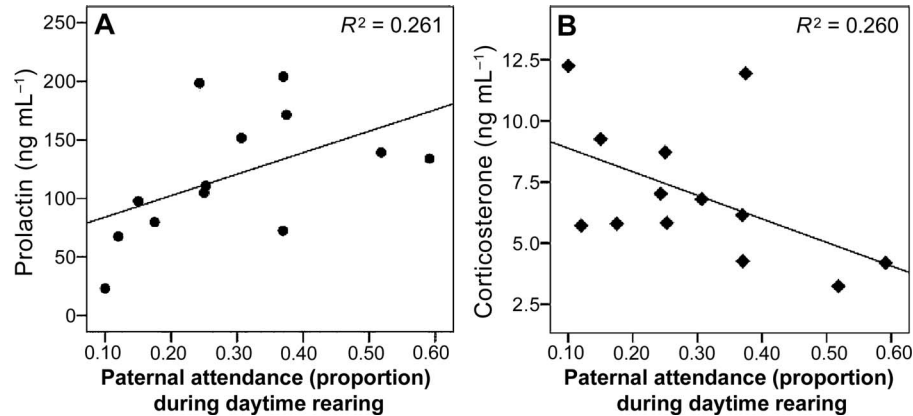 A
R² = 0.261
Prolactin (ng mL⁻¹)
250
200
150
100
50
0
0.10 0.20 0.30 0.40 0.50 0.60
Paternal attendance (proportion)
during daytime rearing
B
R² = 0.260
Corticosterone (ng mL⁻¹)
12.5
10.0
7.5
5.0
2.5
0.10 0.20 0.30 0.40 0.50 0.60
Paternal attendance (proportion)
during daytime rearing